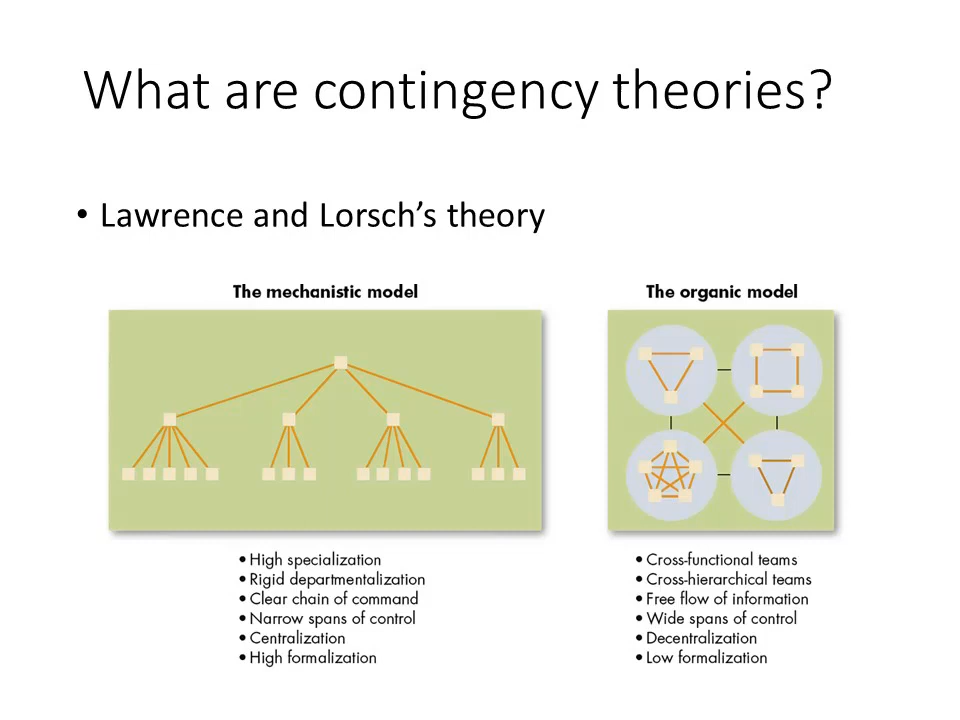 What are contingency theories?
• Lawrence and Lorsch’s theory
The mechanistic model
• High specialization
• Rigid departmentalization
• Clear chain of command
• Narrow spans of control
• Centralization
• High formalization
The organic model
• Cross-functional teams
• Cross-hierarchical teams
• Free flow of information
• Wide spans of control
• Decentralization
• Low formalization